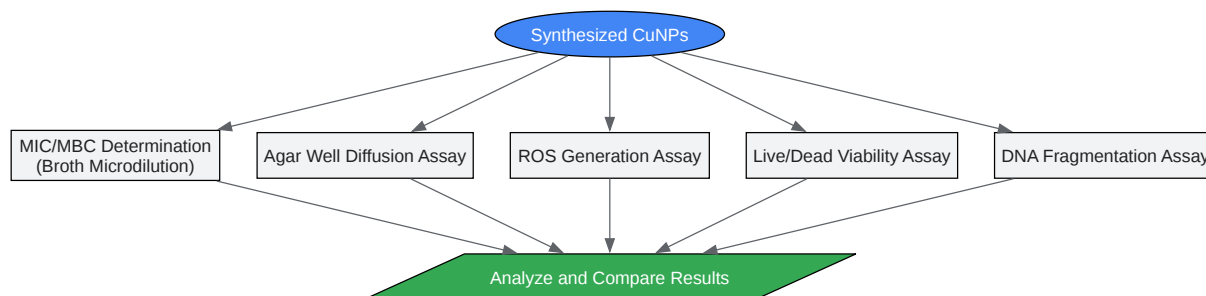 Synthesized CuNPs
MIC/MBC Determination
(Broth Microdilution)
Agar Well Diffusion Assay
ROS Generation Assay
Live/Dead Viability Assay
DNA Fragmentation Assay
Analyze and Compare Results